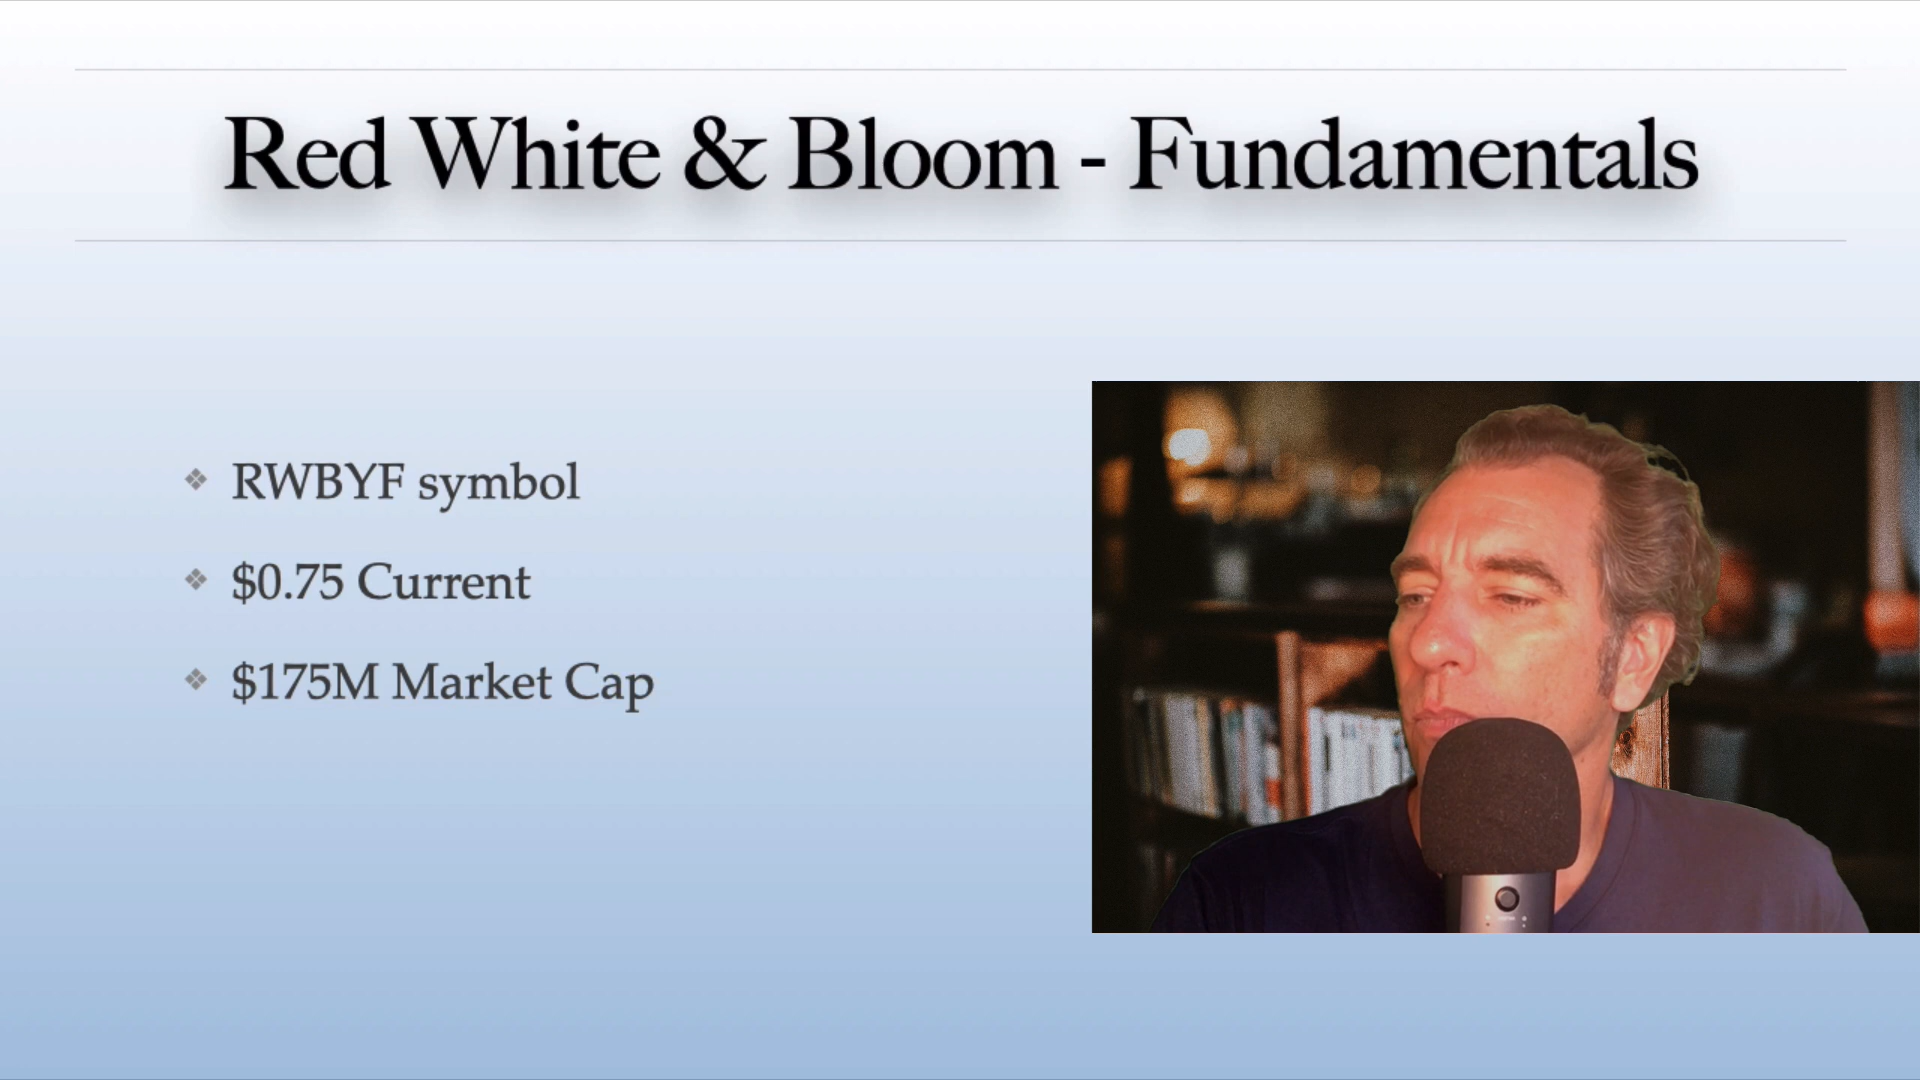 Red White & Bloom - Fundamentals
RWBYF symbol
$0.75 Current
$175M Market Cap